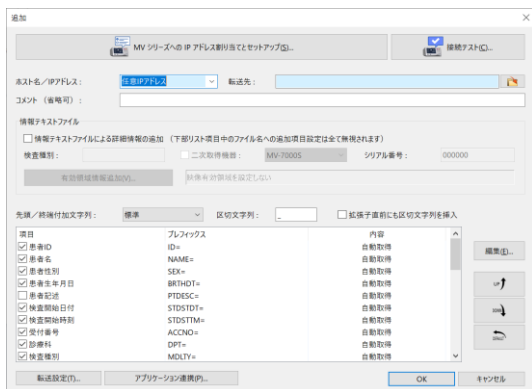 追加
MV シリーズへの IP アドレス割り当てとセットアップ(S)...
接続テスト(C)...
ホスト名／IPアドレス： 任意IPアドレス 転送先：
コメント（省略可）：
情報テキストファイル
情報テキストファイルによる詳細情報の追加（下部リスト項目中のファイル名への追加項目設定は全て無視されます）
検査種別： 二次取得機器： MV-7000S シリアル番号： 000000
有効領域情報追加(V)... 映像有効領域を設定しない
先頭／終端付加文字列： 標準 区切文字列： _ 拡張子直前にも区切文字列を挿入
項目 プレフィックス 内容
患者ID ID= 自動取得
患者名 NAME= 自動取得
患者性別 SEX= 自動取得
患者生年月日 BRTHDT= 自動取得
患者記述 PTDESC= 自動取得
検査開始日付 STDSTDT= 自動取得
検査開始時刻 STDSTTM= 自動取得
受付番号 ACCNO= 自動取得
診療科 DPT= 自動取得
検査種別 MDLTY= 自動取得
編集(E)...
UP
転送設定(T)... アプリケーション連携(P)... OK キャンセル